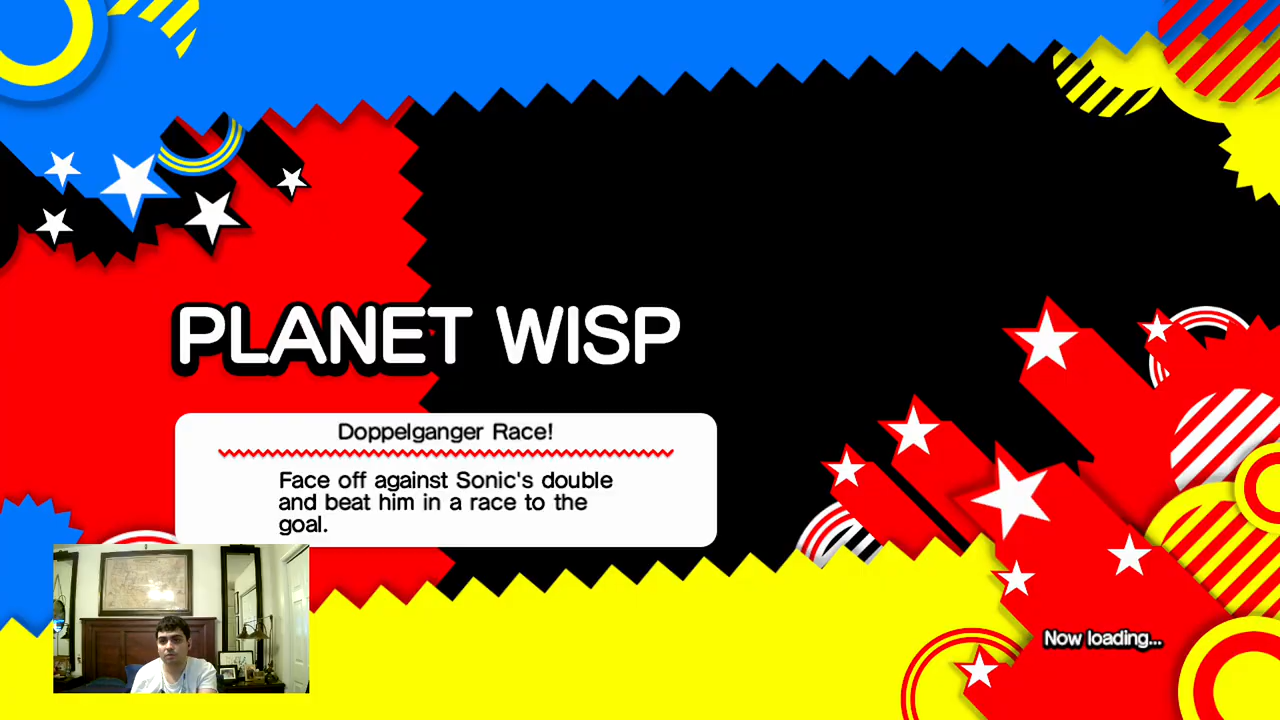 PLANET WISP
Doppelganger Race!
Face off against Sonic's double
and beat him in a race to the
goal.
Now loading...